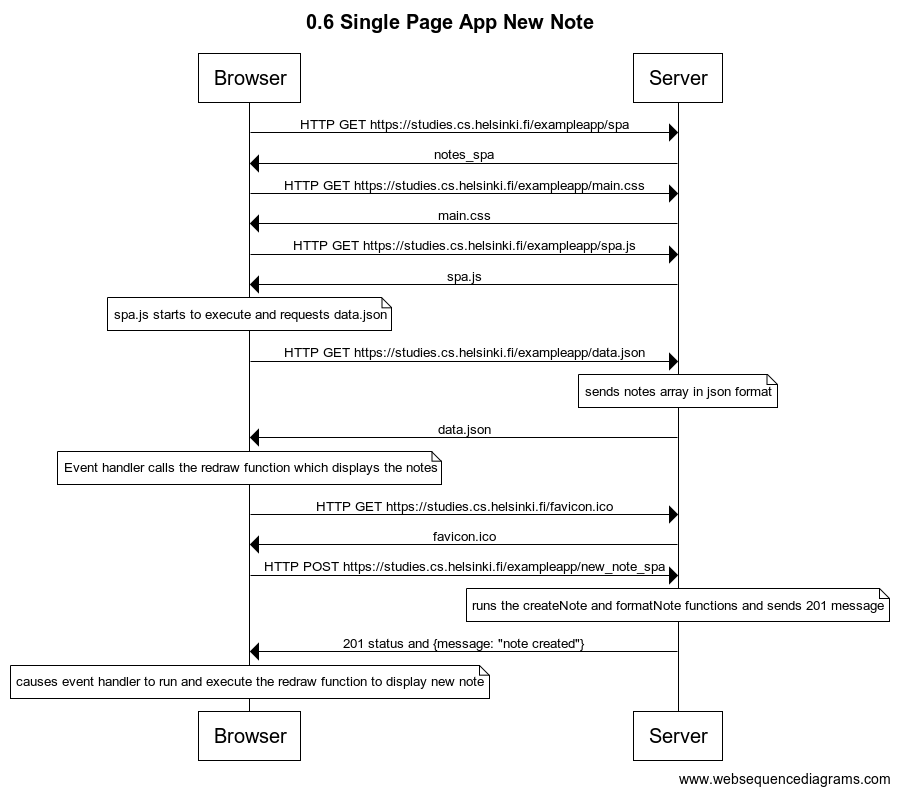 0.6 Single Page App New Note
Browser
Server
HTTP GET https://studies.cs.helsinki.fi/exampleapp/spa
notes_spa
HTTP GET https://studies.cs.helsinki.fi/exampleapp/main.css
main.css
HTTP GET https://studies.cs.helsinki.fi/exampleapp/spa.js
spa.js
spa.js starts to execute and requests data.json
HTTP GET https://studies.cs.helsinki.fi/exampleapp/data.json
sends notes array in json format
data.json
Event handler calls the redraw function which displays the notes
HTTP GET https://studies.cs.helsinki.fi/favicon.ico
favicon.ico
HTTP POST https://studies.cs.helsinki.fi/exampleapp/new_note_spa
runs the createNote and formatNote functions and sends 201 message
201 status and {message: "note created"}
causes event handler to run and execute the redraw function to display new note
Browser
Server
www.websequencediagrams.com